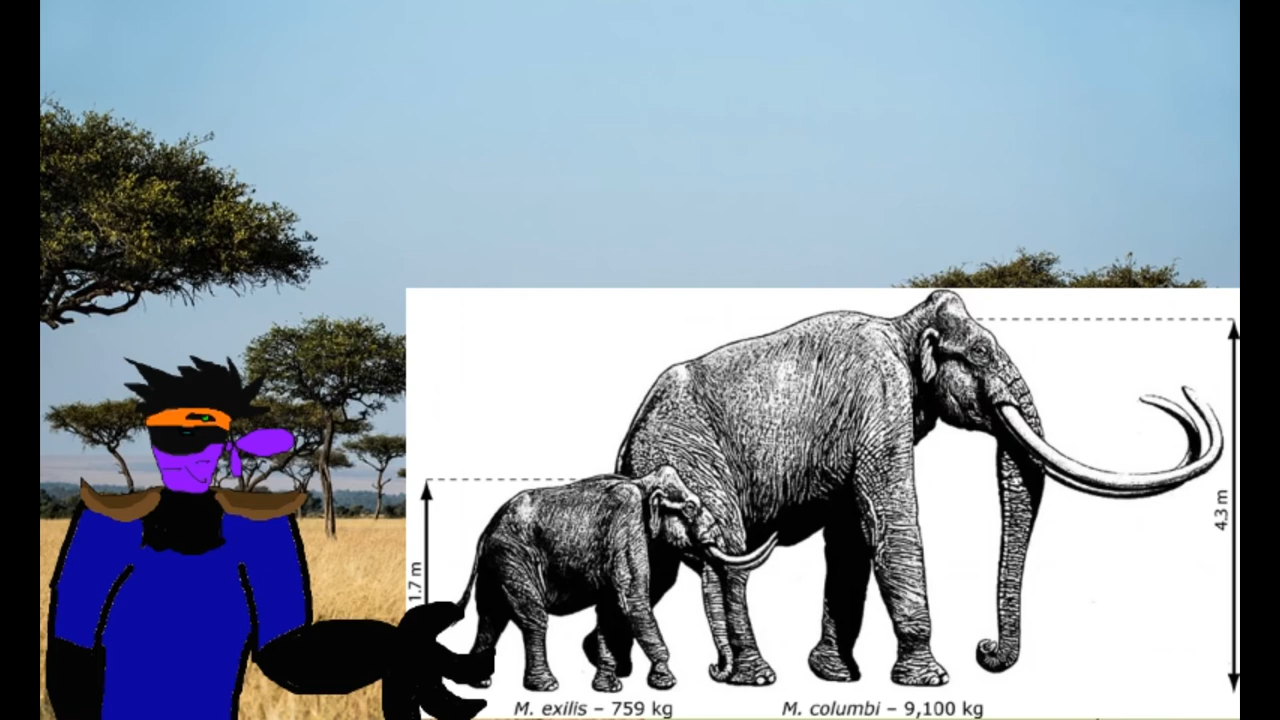 1.7 m
4.3 m
M. exilis – 759 kg
M. columbi – 9,100 kg